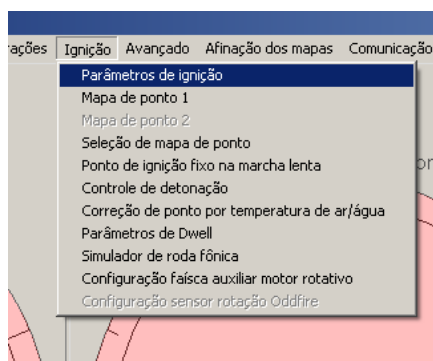 ações Ignição Avançado Afinação dos mapas Comunicação
Parâmetros de ignição
Mapa de ponto 1
Mapa de ponto 2
Seleção de mapa de ponto
Ponto de ignição fixo na marcha lenta
Controle de detonação
Correção de ponto por temperatura de ar/água
Parâmetros de Dwell
Simulador de roda fônica
Configuração faísca auxiliar motor rotativo
Configuração sensor rotação Oddfire